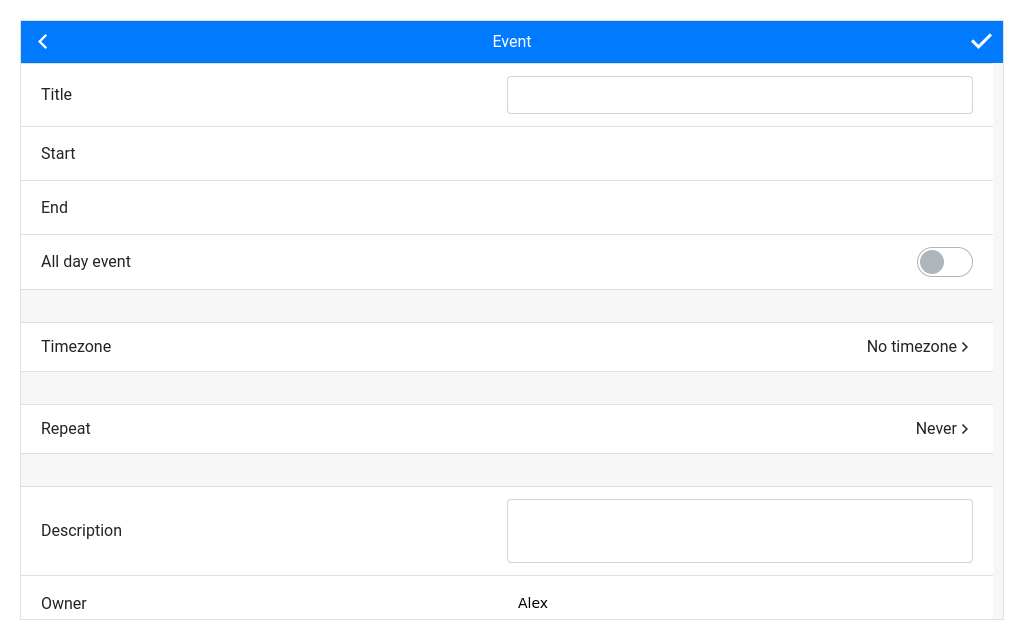 Event
Title
Start
End
All day event
Timezone No timezone
Repeat Never
Description
Owner Alex